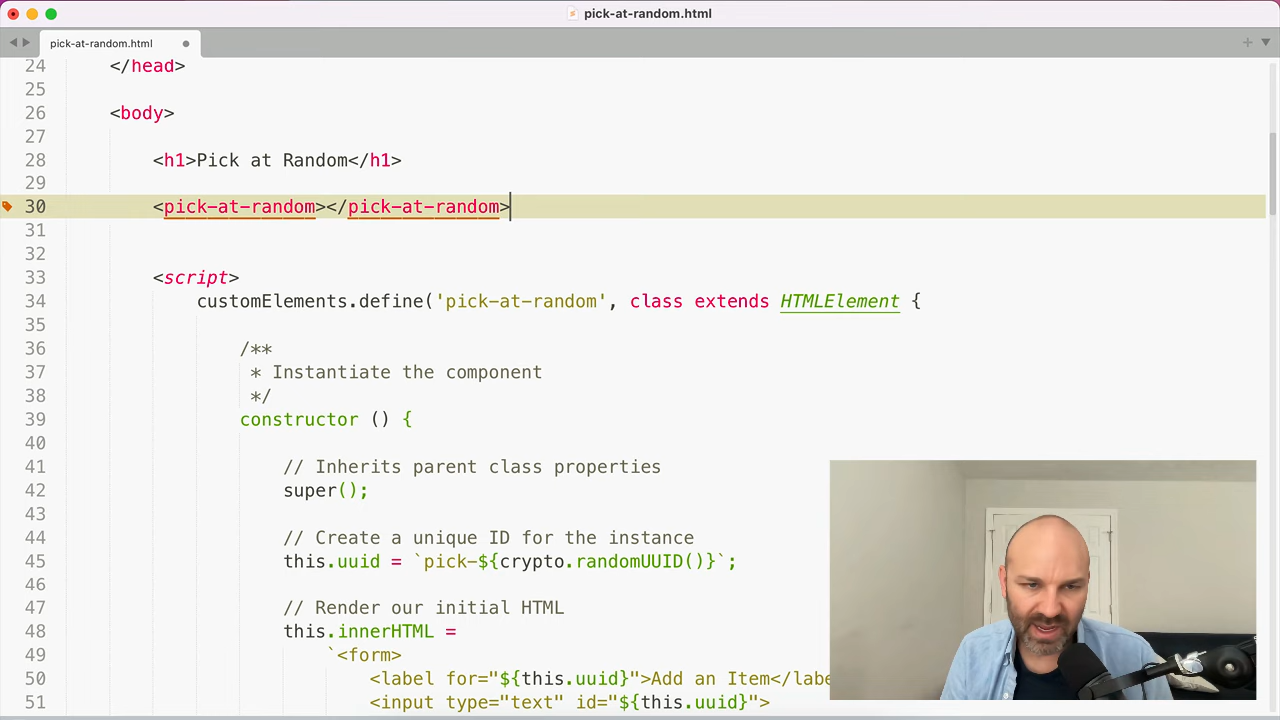 pick-at-random.html
pick-at-random.html
24 </head>
25
26 <body>
27
28 <h1>Pick at Random</h1>
29
30 <pick-at-random></pick-at-random>
31
32
33 <script>
34 customElements.define('pick-at-random', class extends HTMLElement {
35
36 /**
37 * Instantiate the component
38 */
39 constructor () {
40
41 // Inherits parent class properties
42 super();
43
44 // Create a unique ID for the instance
45 this.uuid = `pick-${crypto.randomUUID()}`;
46
47 // Render our initial HTML
48 this.innerHTML =
49 `<form>
50 <label for="${this.uuid}">Add an Item</labe
51 <input type="text" id="${this.uuid}">